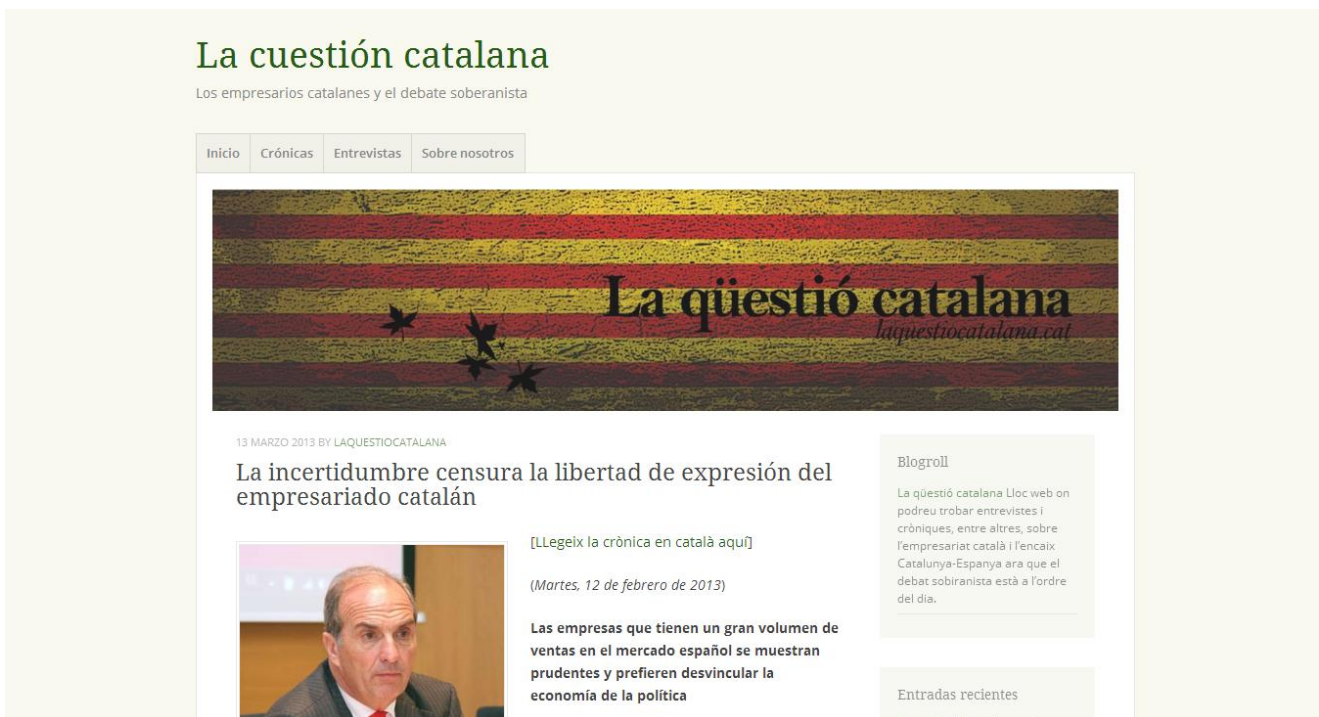 La cuestión catalana
Los empresarios catalanes y el debate soberanista
Inicio Crónicas Entrevistas Sobre nosotros
La qüestió catalana
laquestiocatalana.cat
13 MARZO 2013 BY LAQUESTIOCATALANA
La incertidumbre censura la libertad de expresión del
empresariado catalán
[LLegeix la crònica en català aquí]
(Martes, 12 de febrero de 2013)
Las empresas que tienen un gran volumen de
ventas en el mercado español se muestran
prudentes y prefieren desvincular la
economía de la política
Blogroll
La qüestió catalana Lloc web on
podreu trobar entrevistes i
cròniques, entre altres, sobre
l'empresariat català i l'encaix
Catalunya-Espanya ara que el
debat sobiranista està a l'ordre
del dia.
Entradas recientes